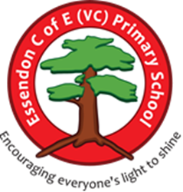 Essendon C of E (VC) Primary School
Encouraging everyone's light to shine